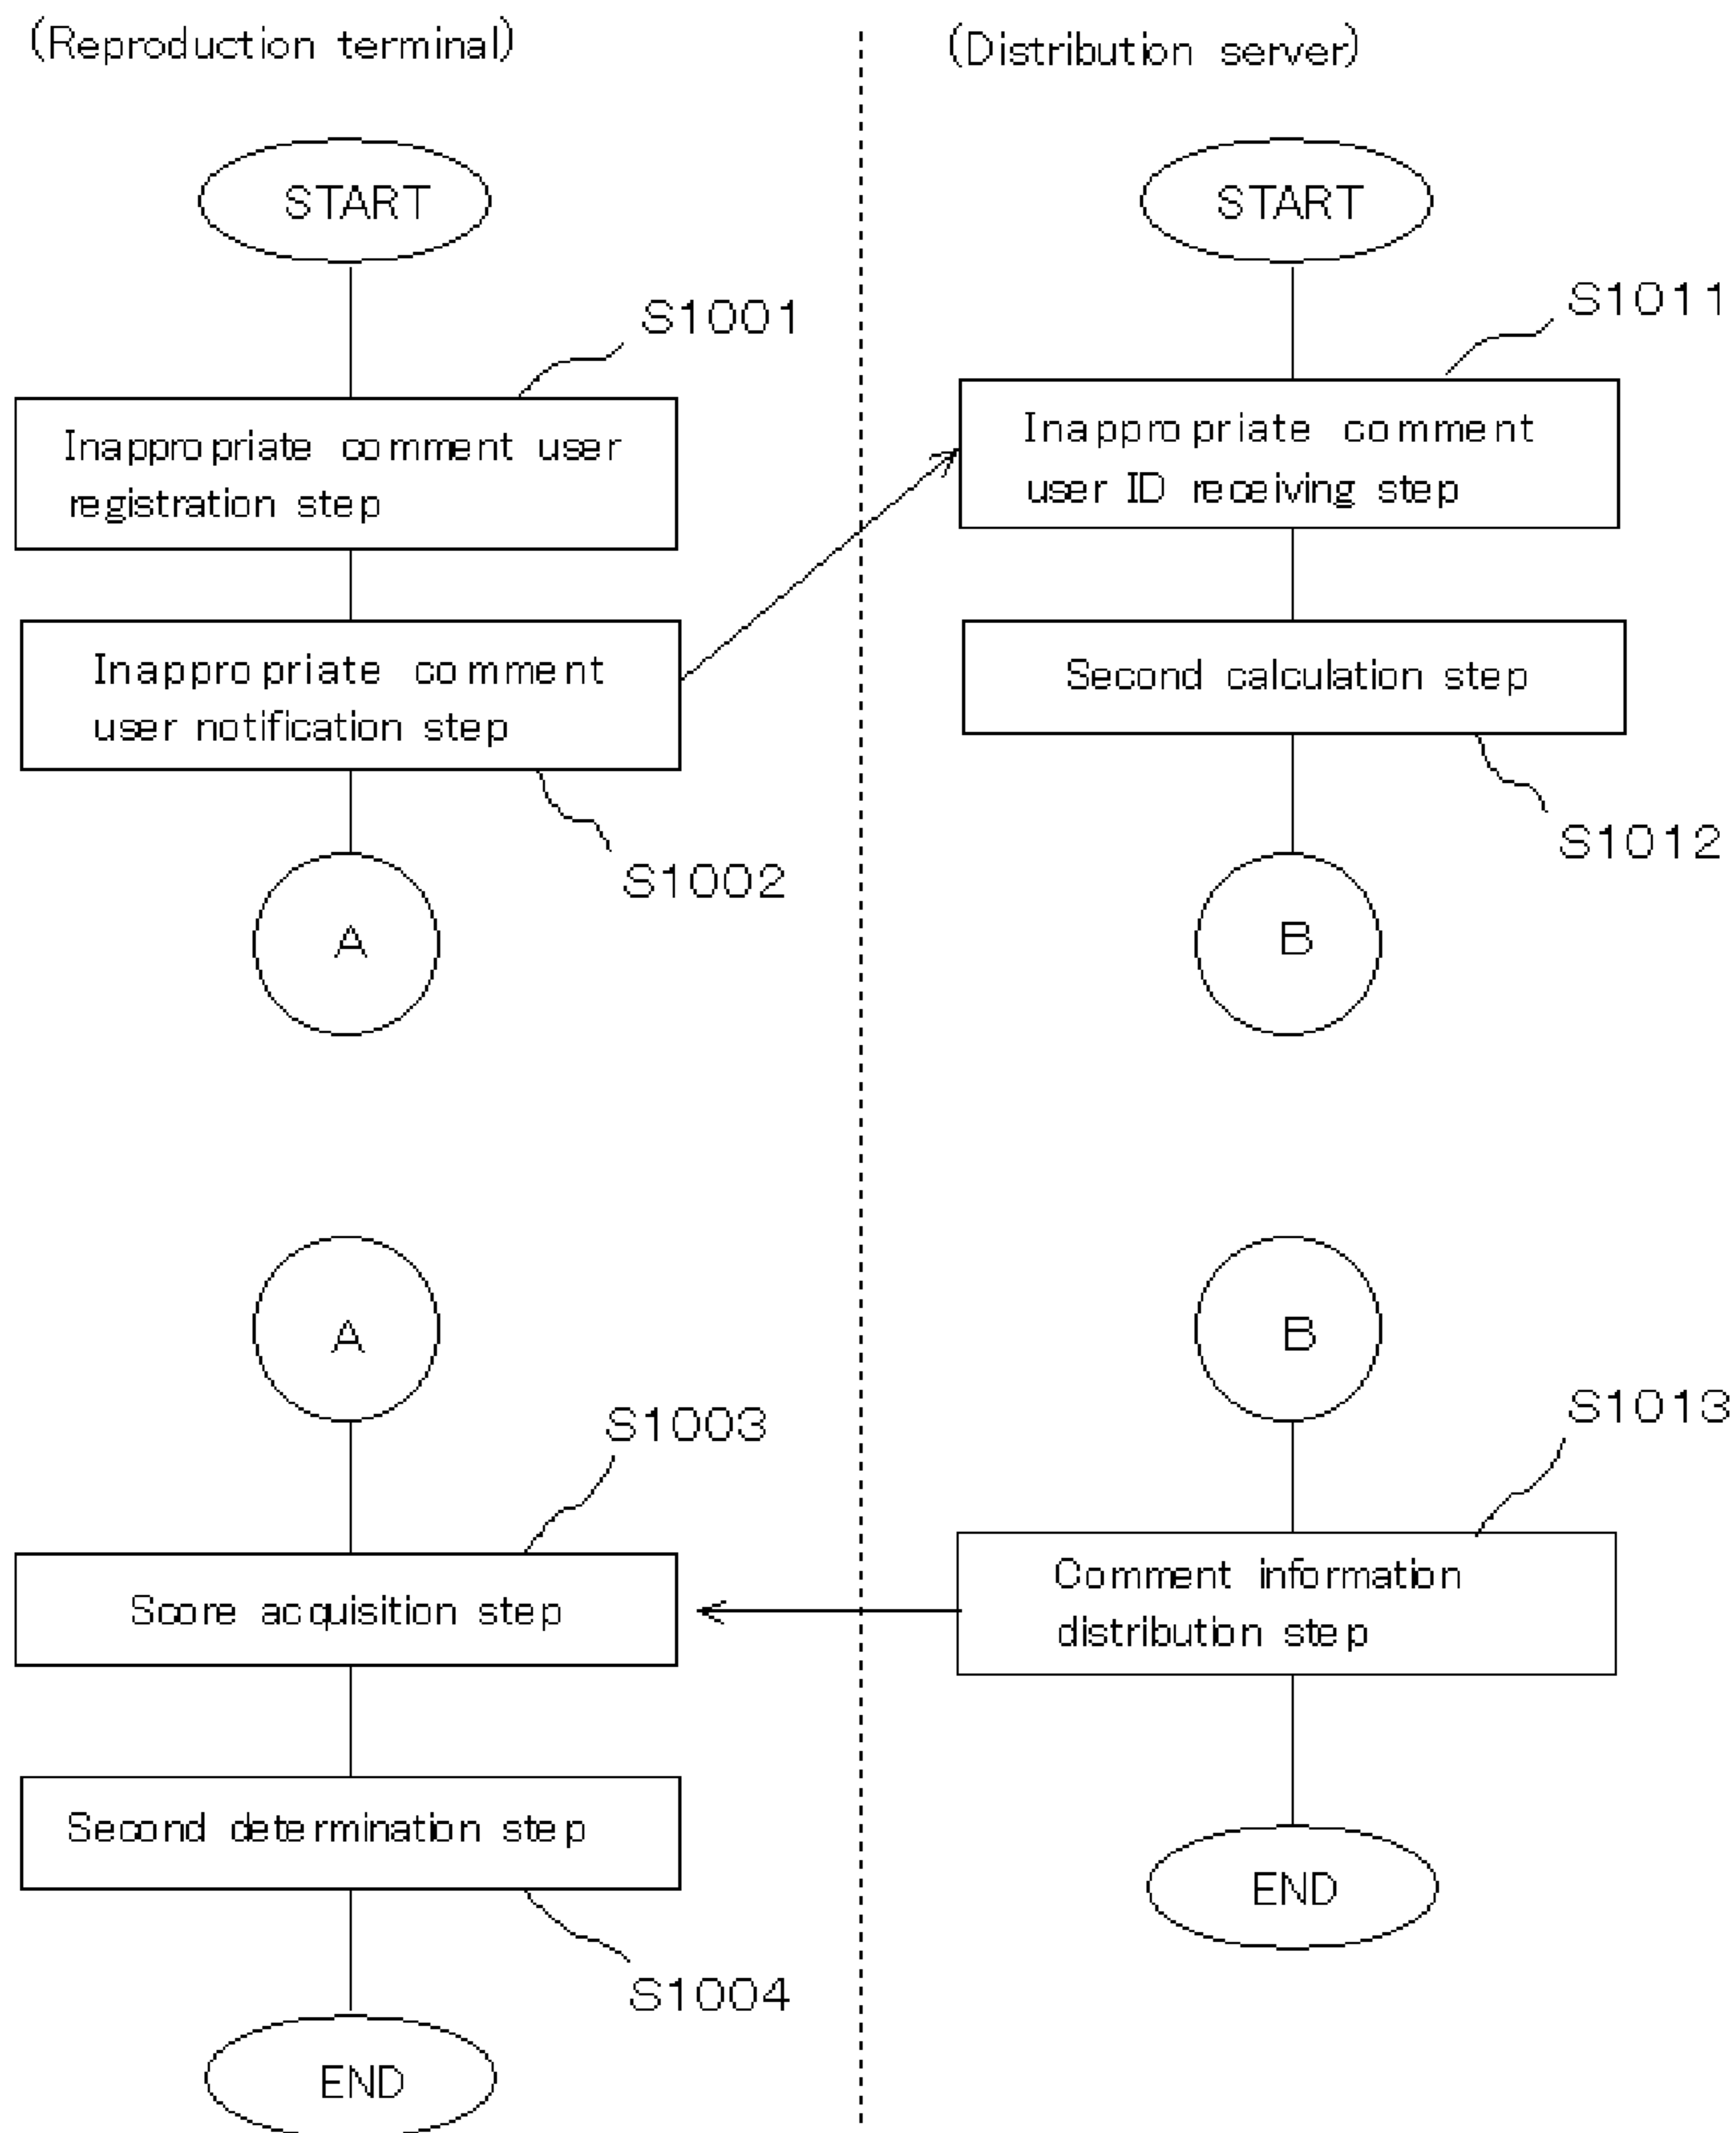 (Reproduction terminal)
(Distribution server)
START
START
S1001
S1011
Inappropriate comment user
registration step
Inappropriate comment
user ID receiving step
Inappropriate comment
user notification step
Second calculation step
S1002
S1012
A
B
A
B
S1003
S1013
Score acquisition step
Comment information
distribution step
Second determination step
END
S1004
END